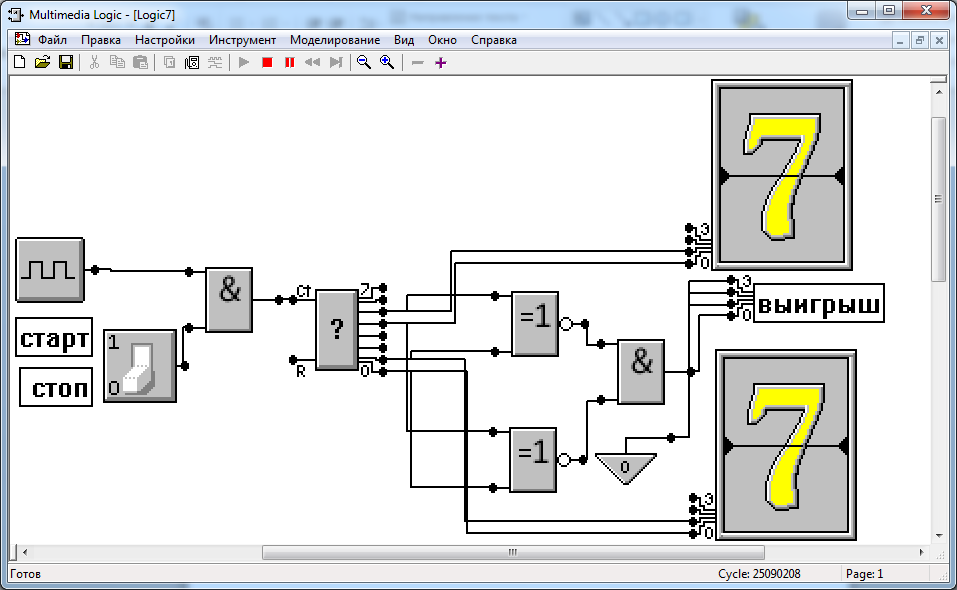 Multimedia Logic - [Logic7]
Файл Правка Настройки Инструмент Моделирование Вид Окно Справка
7
3
0
&
Ct
7
3
0
выигрыш
=1
старт
1
0
?
&
R
0
стоп
=1
0
7
3
0
Готов
Cycle: 25090208
Page: 1